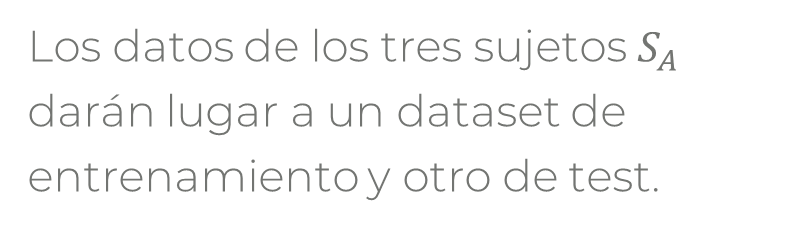 Los datos de los tres sujetos S_A
darán lugar a un dataset de
entrenamiento y otro de test.